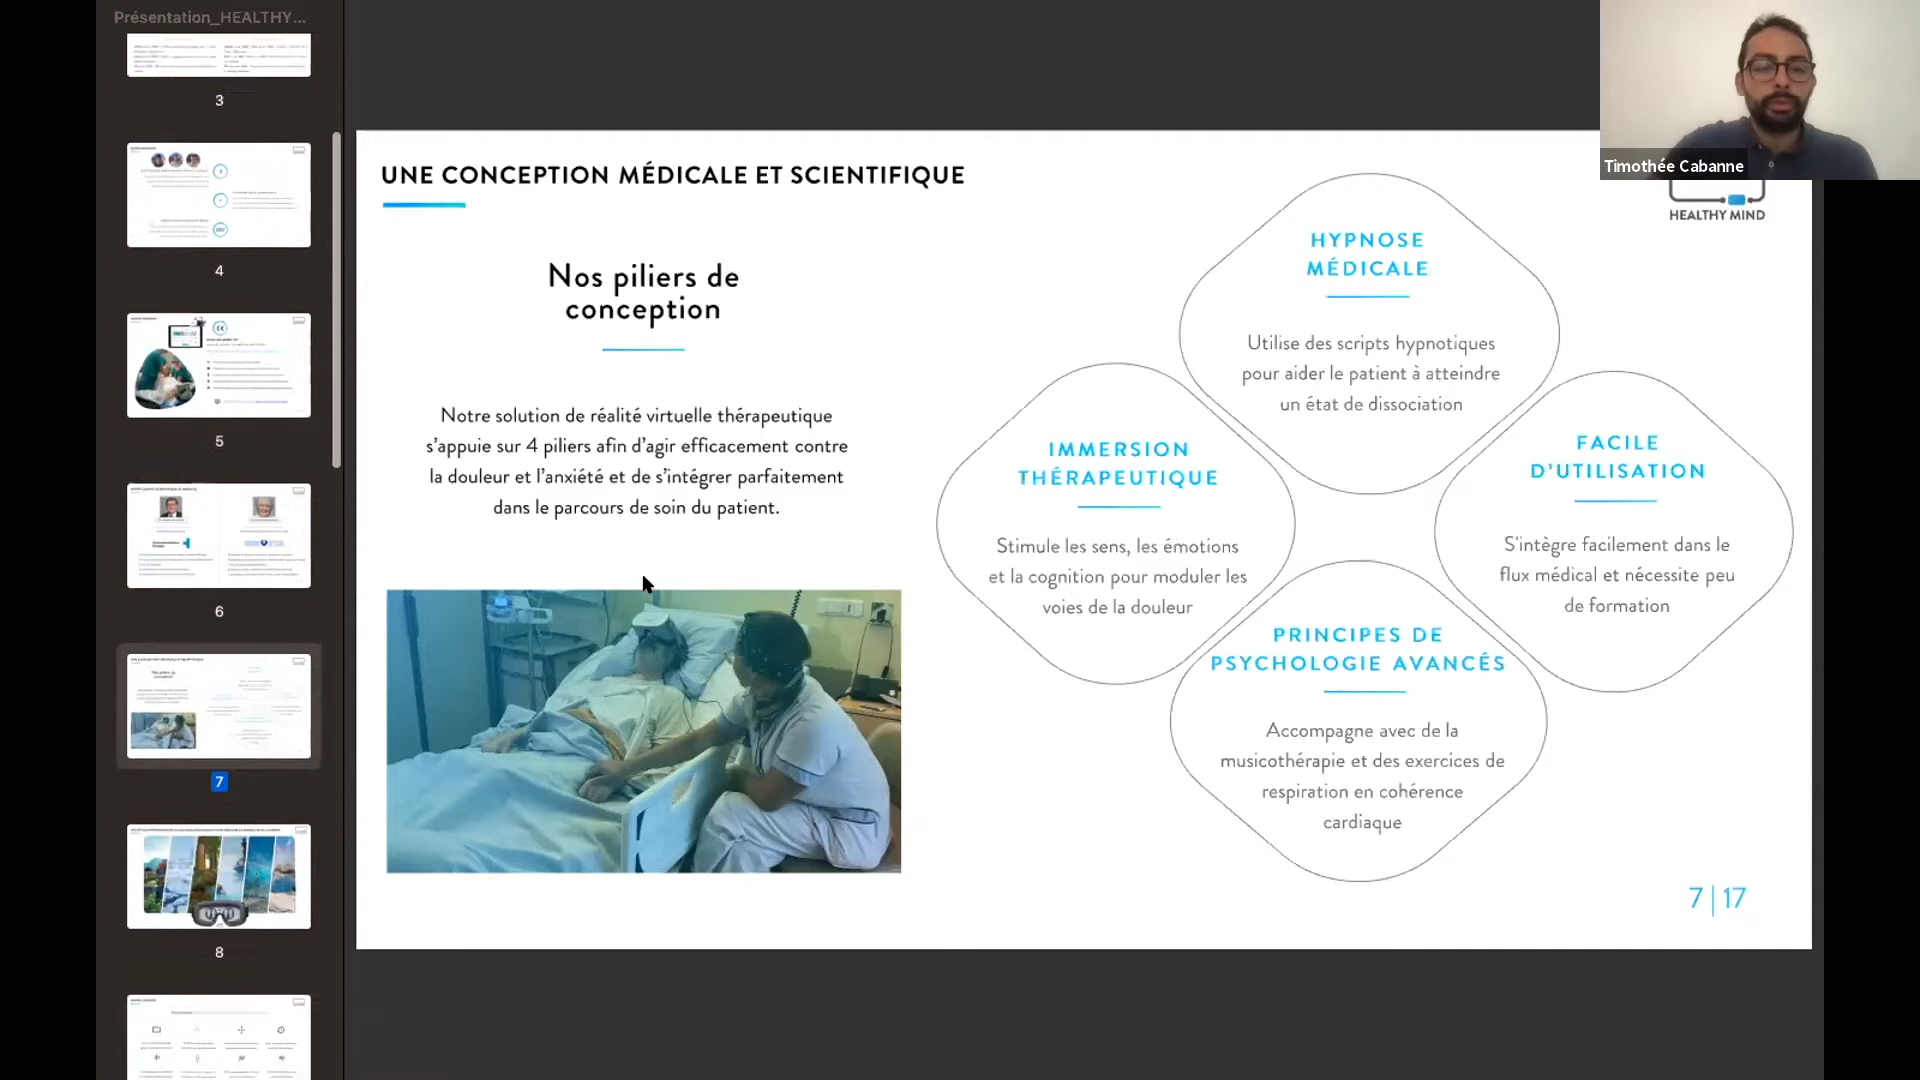 Présentation_HEALTHY...
3
4
5
6
7
8
Timothée Cabanne
HEALTHY MIND
UNE CONCEPTION MÉDICALE ET SCIENTIFIQUE
Nos piliers de
conception
Notre solution de réalité virtuelle thérapeutique
s'appuie sur 4 piliers afin d'agir efficacement contre
la douleur et l'anxiété et de s'intégrer parfaitement
dans le parcours de soin du patient.
HYPNOSE
MÉDICALE
Utilise des scripts hypnotiques
pour aider le patient à atteindre
un état de dissociation
IMMERSION
THÉRAPEUTIQUE
Stimule les sens, les émotions
et la cognition pour moduler les
voies de la douleur
FACILE
D'UTILISATION
S'intègre facilement dans le
flux médical et nécessite peu
de formation
PRINCIPES DE
PSYCHOLOGIE AVANCÉS
Accompagne avec de la
musicothérapie et des exercices de
respiration en cohérence
cardiaque
7 | 17